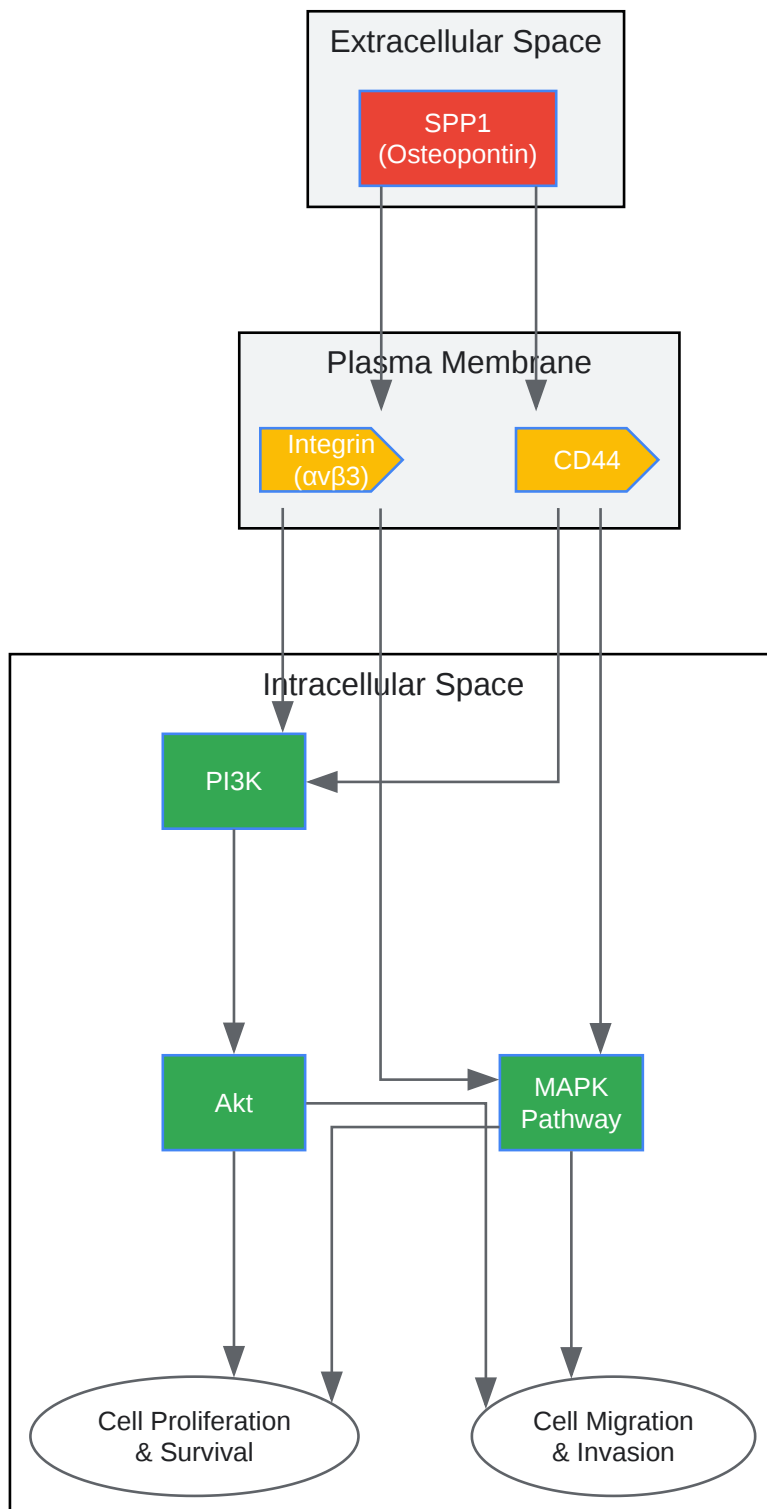 Extracellular Space
SPP1
(Osteopontin)
Plasma Membrane
Integrin
(αvβ3)
CD44
Intracellular Space
PI3K
Akt
MAPK
Pathway
Cell Proliferation
& Survival
Cell Migration
& Invasion